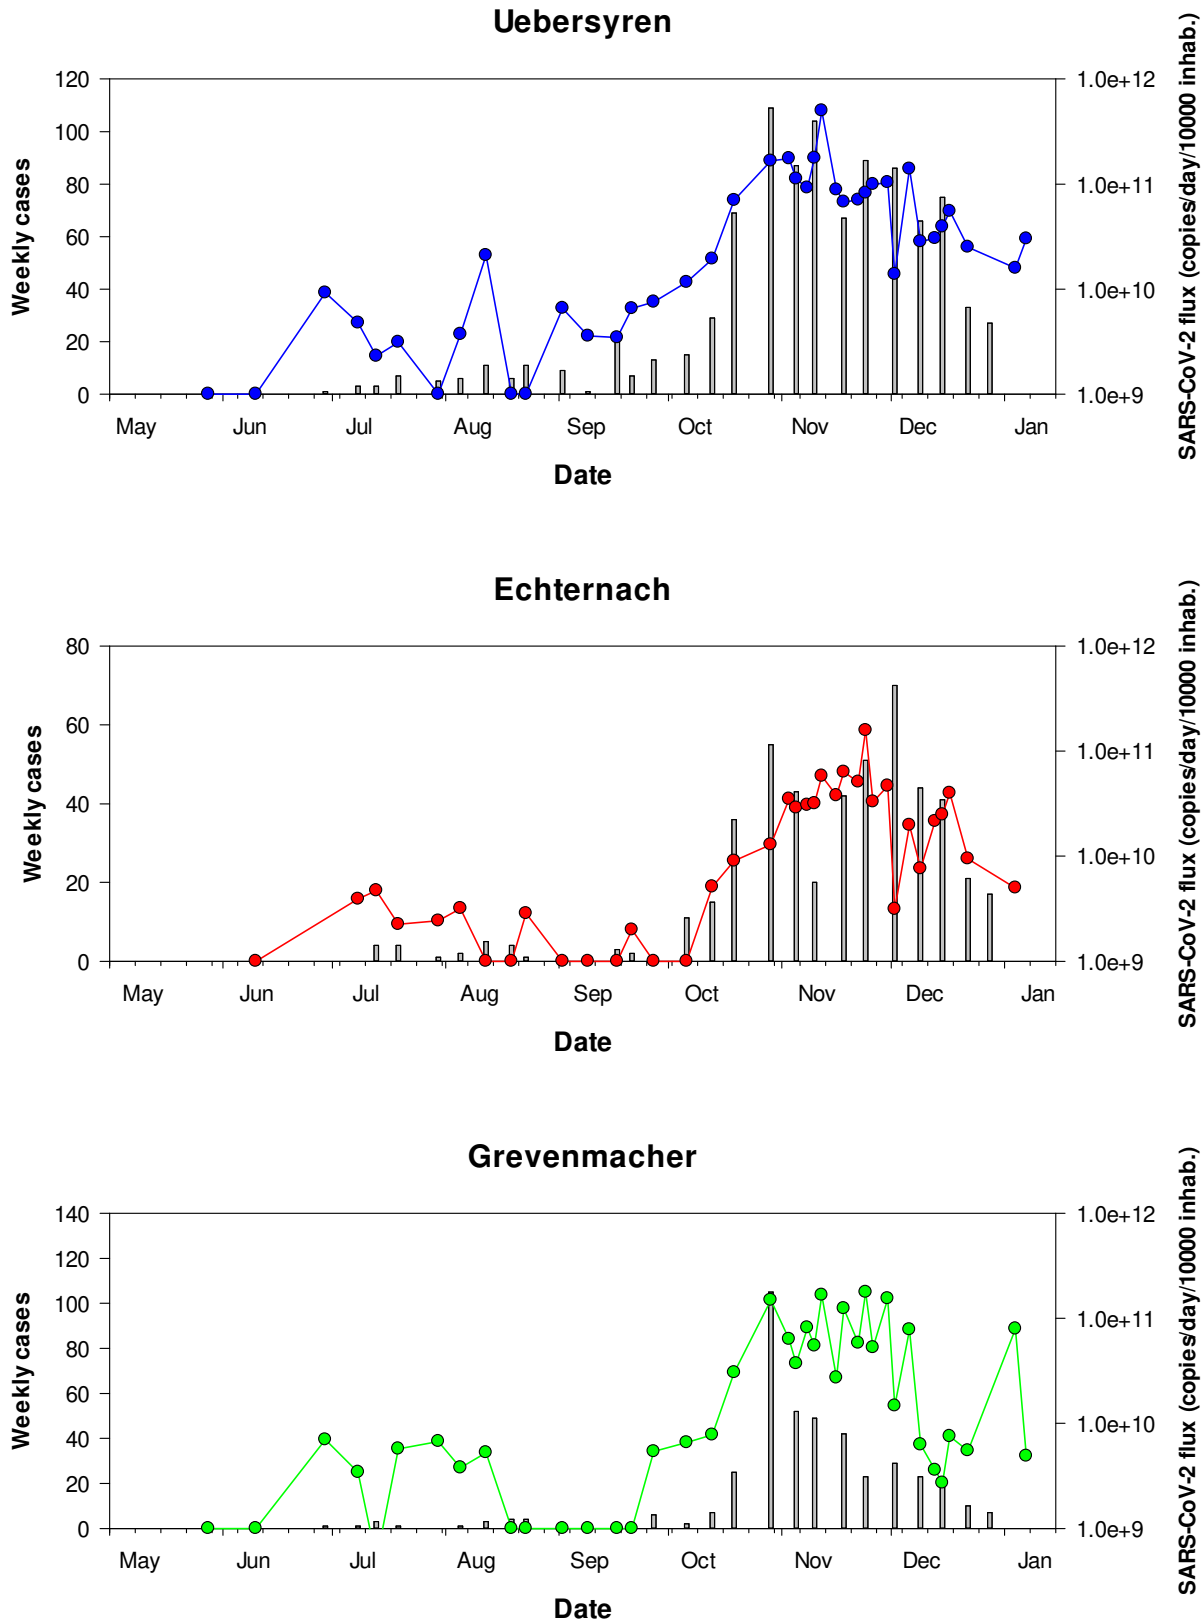 Uebersyren
120
100
80
60
40
20
0
Weekly cases
1.0e+12
1.0e+11
1.0e+10
1.0e+9
SARS-CoV-2 flux (copies/day/10000 inhab.)
May Jun Jul Aug Sep Oct Nov Dec Jan
Date
Echternach
80
60
40
20
0
Weekly cases
1.0e+12
1.0e+11
1.0e+10
1.0e+9
SARS-CoV-2 flux (copies/day/10000 inhab.)
May Jun Jul Aug Sep Oct Nov Dec Jan
Date
Grevenmacher
140
120
100
80
60
40
20
0
Weekly cases
1.0e+12
1.0e+11
1.0e+10
1.0e+9
SARS-CoV-2 flux (copies/day/10000 inhab.)
May Jun Jul Aug Sep Oct Nov Dec Jan
Date